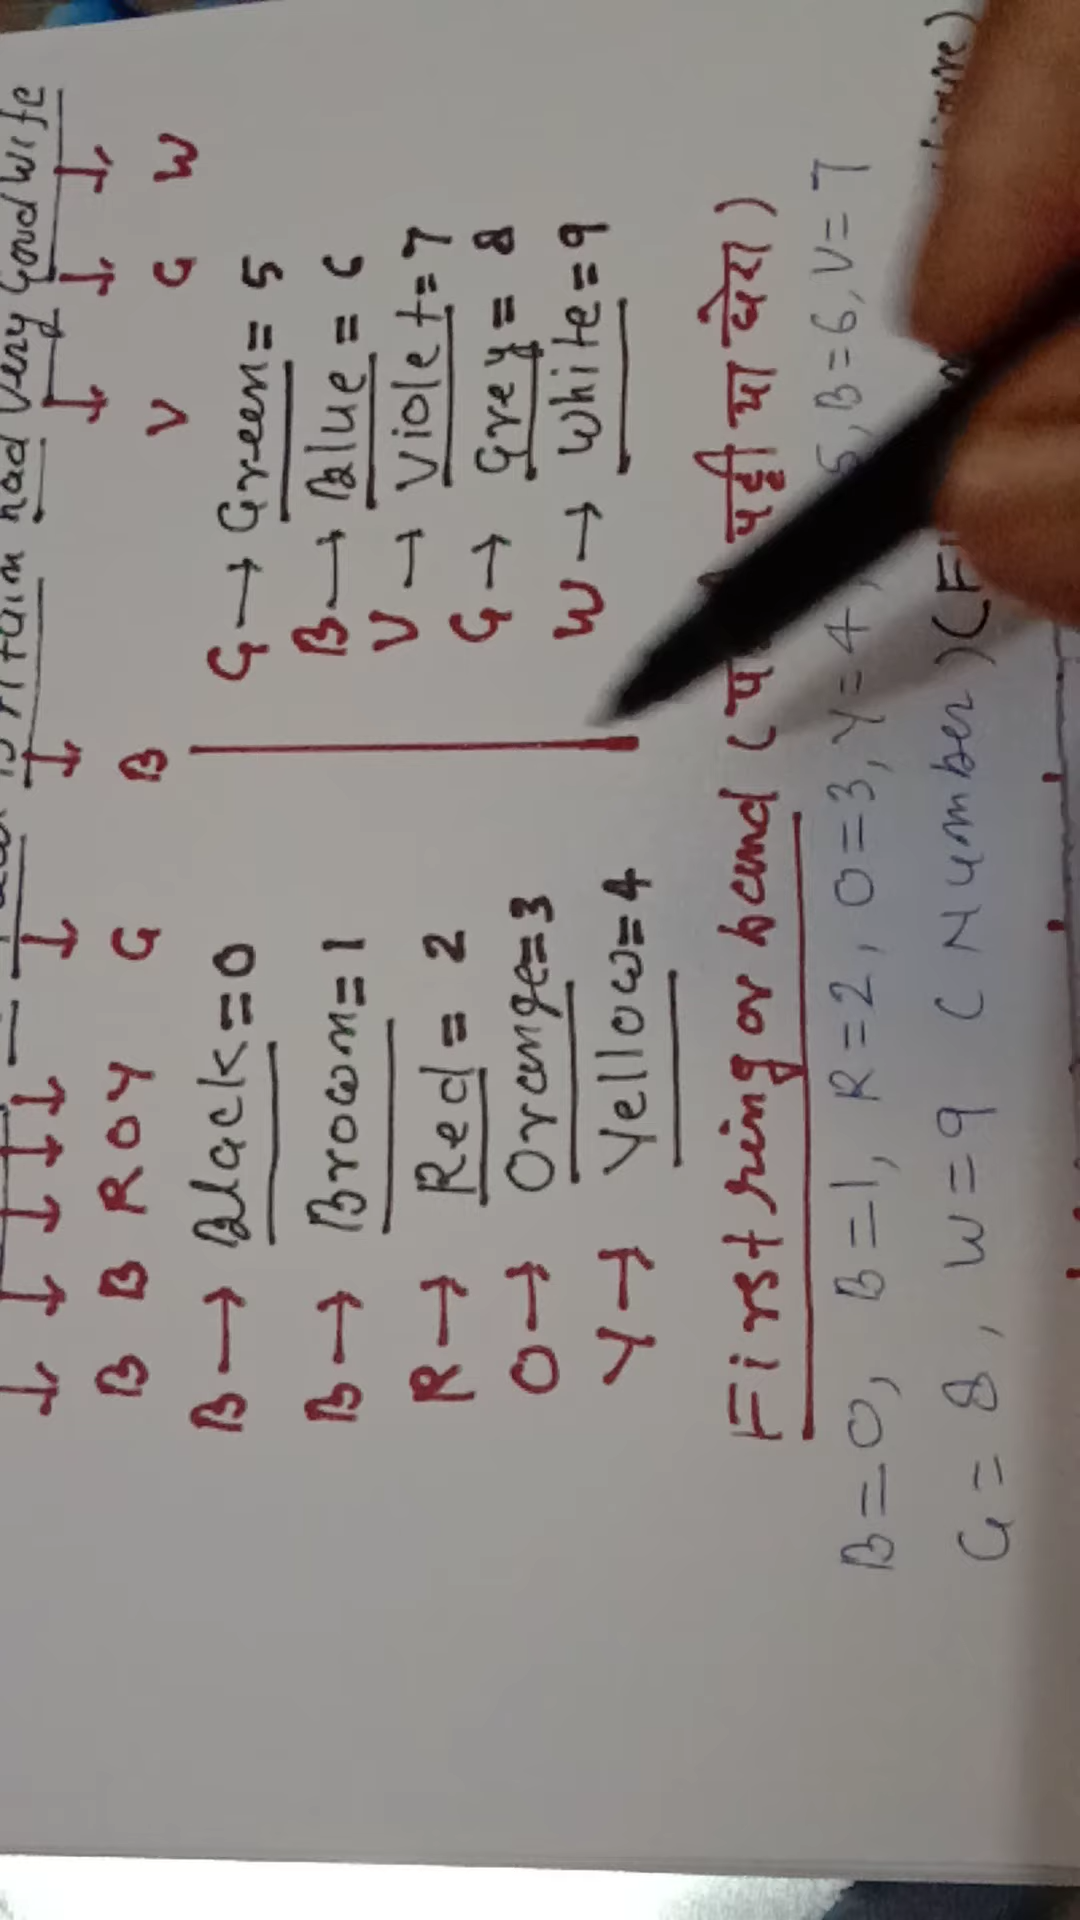 had Very Good Wife
B B R O Y G B V G W
B → Black = 0
B → Brown = 1
R → Red = 2
O → Orange = 3
Y → Yellow = 4
G → Green = 5
B → Blue = 6
V → Violet = 7
G → Grey = 8
W → White = 9
First ring or band ( पट्टी या घेरा )
B = 0, B = 1, R = 2, O = 3, Y = 4, 5, B = 6, V = 7
G = 8, W = 9 ( Number ) (